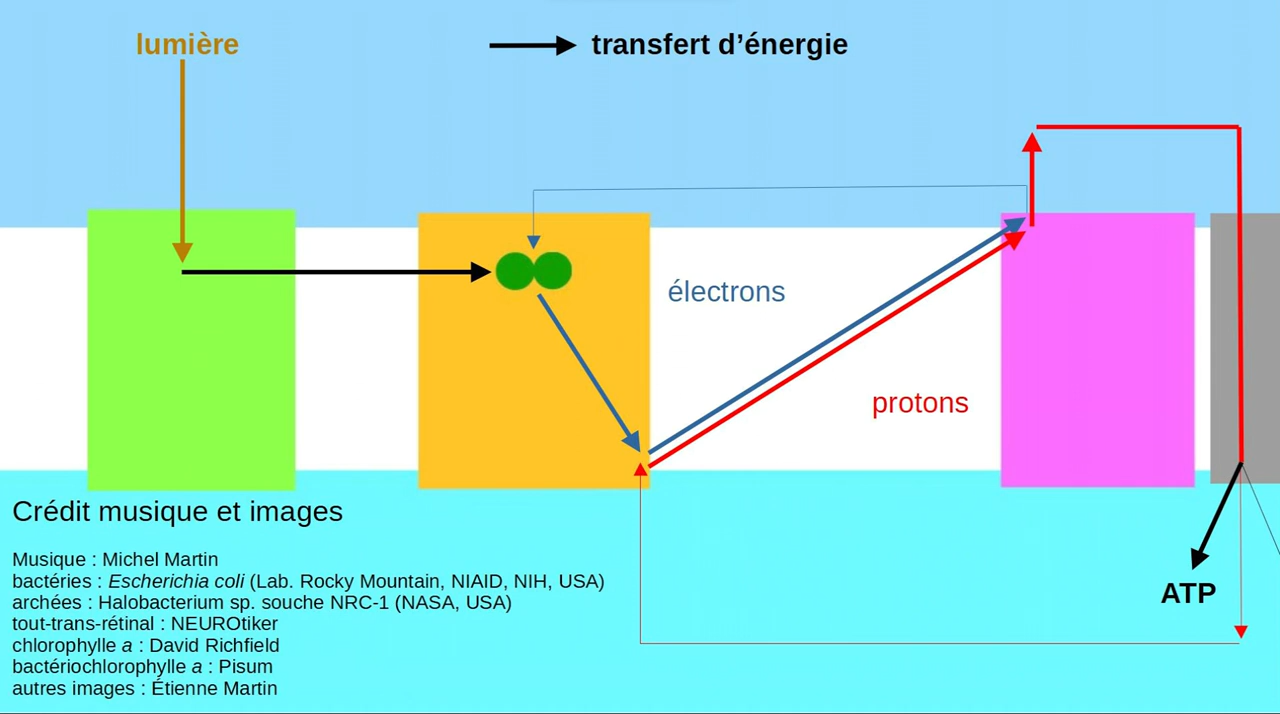 lumière
transfert d’énergie
électrons
protons
ATP
Crédit musique et images
Musique : Michel Martin
bactéries : Escherichia coli (Lab. Rocky Mountain, NIAID, NIH, USA)
archées : Halobacterium sp. souche NRC-1 (NASA, USA)
tout-trans-rétinal : NEUROtiker
chlorophylle a : David Richfield
bactériochlorophylle a : Pisum
autres images : Étienne Martin